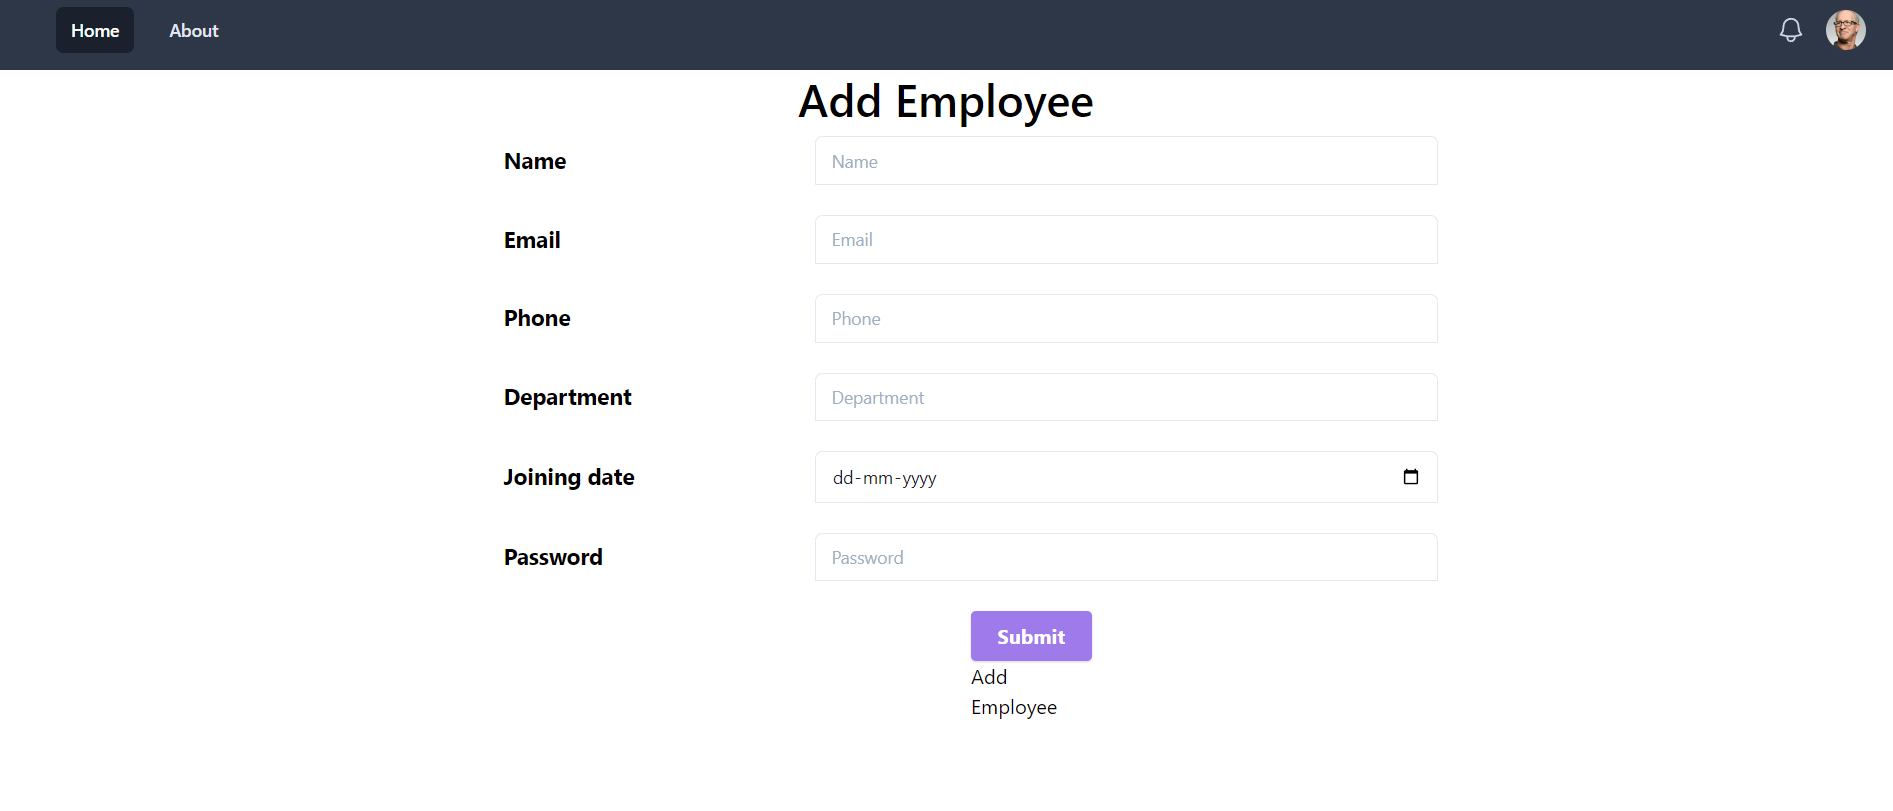 Home About
Add Employee
Name Name
Email Email
Phone Phone
Department Department
Joining date dd-mm-yyyy
Password Password
Submit
Add
Employee